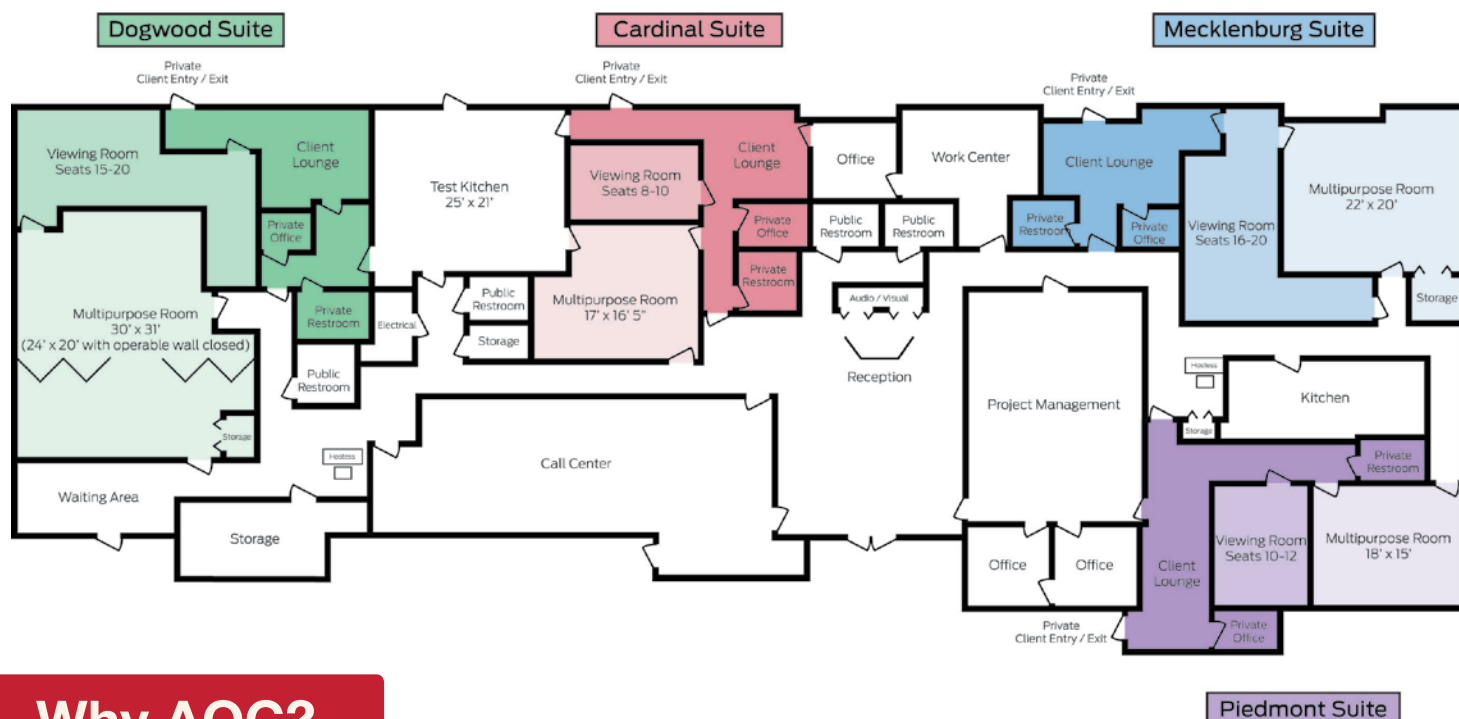 Dogwood Suite
Cardinal Suite
Mecklenburg Suite
Private
Client Entry / Exit
Private
Client Entry / Exit
Private
Client Entry / Exit
Viewing Room
Seats 15-20
Client
Lounge
Test Kitchen
25' x 21'
Viewing Room
Seats 8-10
Client
Lounge
Office
Work Center
Client Lounge
Multipurpose Room
22' x 20'
Private
Office
Private
Office
Public
Restroom
Public
Restroom
Private
Restroom
Private
Office
Viewing Room
Seats 16-20
Multipurpose Room
30' x 31'
(24' x 20' with operable wall closed)
Private
Restroom
Electrical
Public
Restroom
Storage
Multipurpose Room
17' x 16' 5"
Private
Restroom
Audio / Visual
Storage
Public
Restroom
Reception
Project Management
Hostess
Kitchen
Storage
Storage
Hostess
Call Center
Private
Restroom
Waiting Area
Storage
Office
Office
Client
Lounge
Viewing Room
Seats 10-12
Multipurpose Room
18' x 15'
Private
Client Entry / Exit
Private
Office
Why AOC?
Piedmont Suite